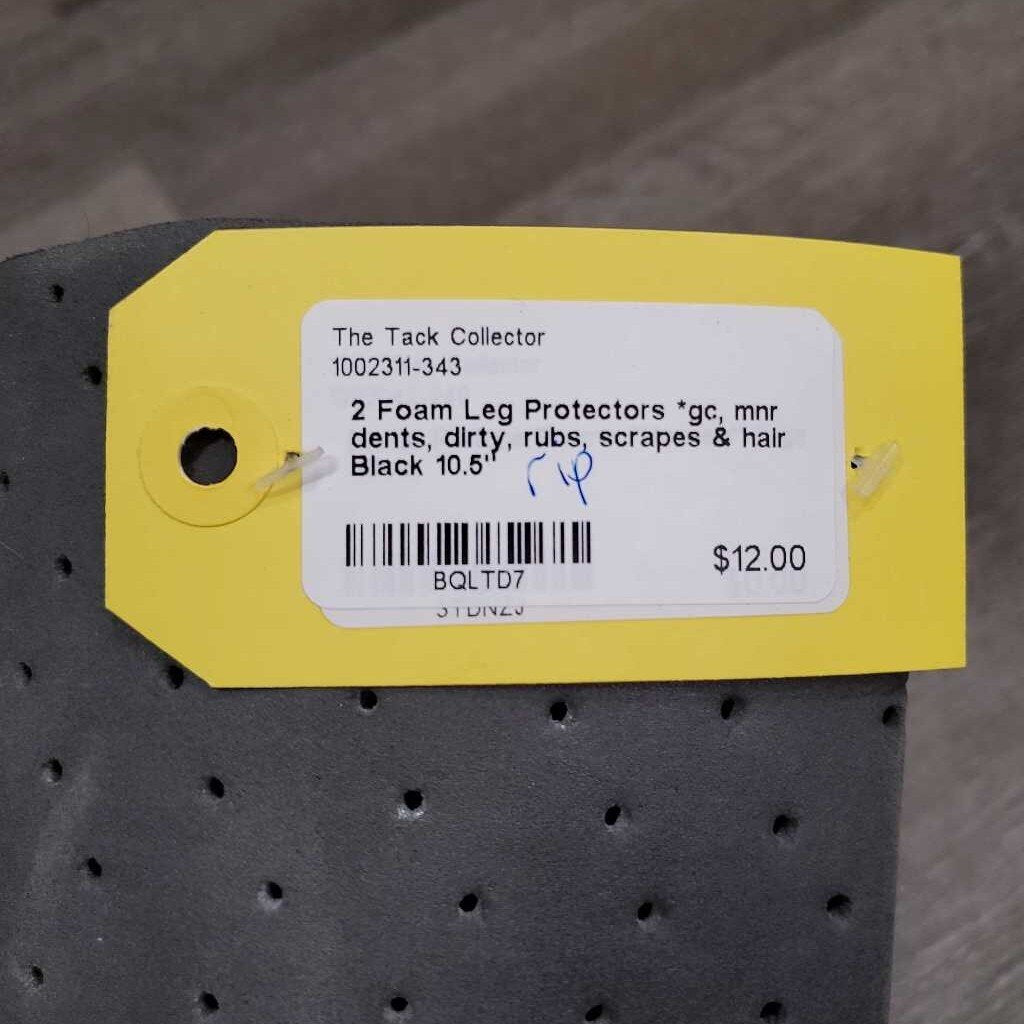 The Tack Collector
1002311-343
2 Foam Leg Protectors *gc, mnr
dents, dirty, rubs, scrapes & hair
Black 10.5"
rip
BQLTD7
$12.00